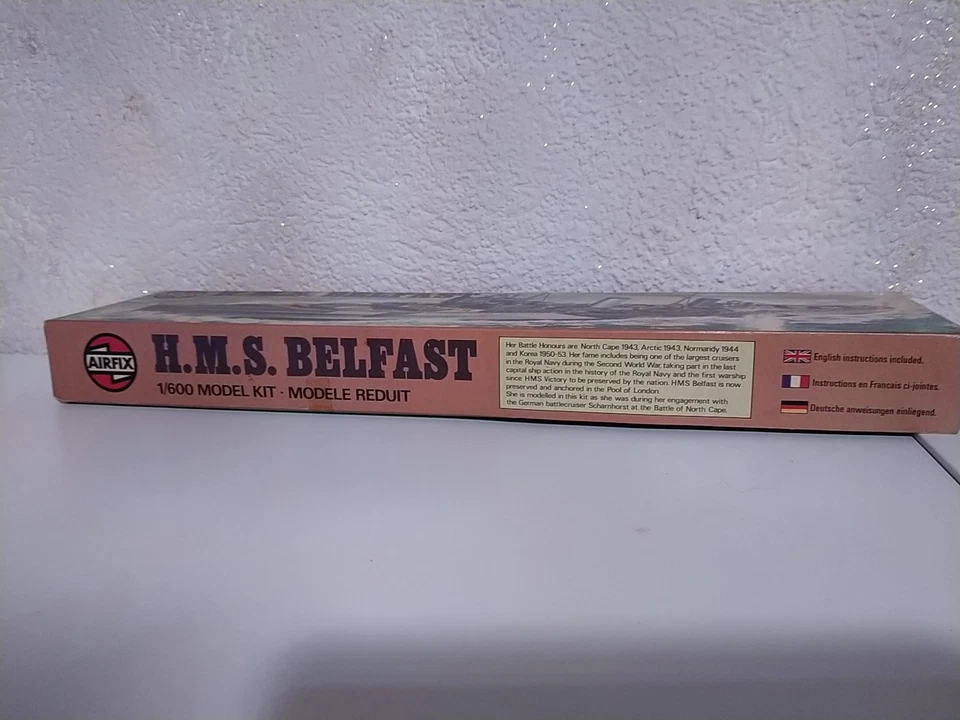 AIRFIX
H.M.S. BELFAST
1/600 MODEL KIT · MODELE REDUIT
Her Battle Honours are North Cape 1943, Arctic 1943, Normandy 1944
and Korea 1950-53. Her fame includes being one of the largest cruisers
in the Royal Navy during the Second World War, taking part in the last
capital ship action in the history of the Royal Navy and the first warship
since HMS Victory to be preserved by the nation. HMS Belfast is now
preserved and anchored in the Pool of London.
She is modelled in this kit as she was during her engagement with
the German battlecruiser Scharnhorst at the Battle of North Cape.
English instructions included.
Instructions en Francais ci-jointes.
Deutsche anweisungen einliegend.